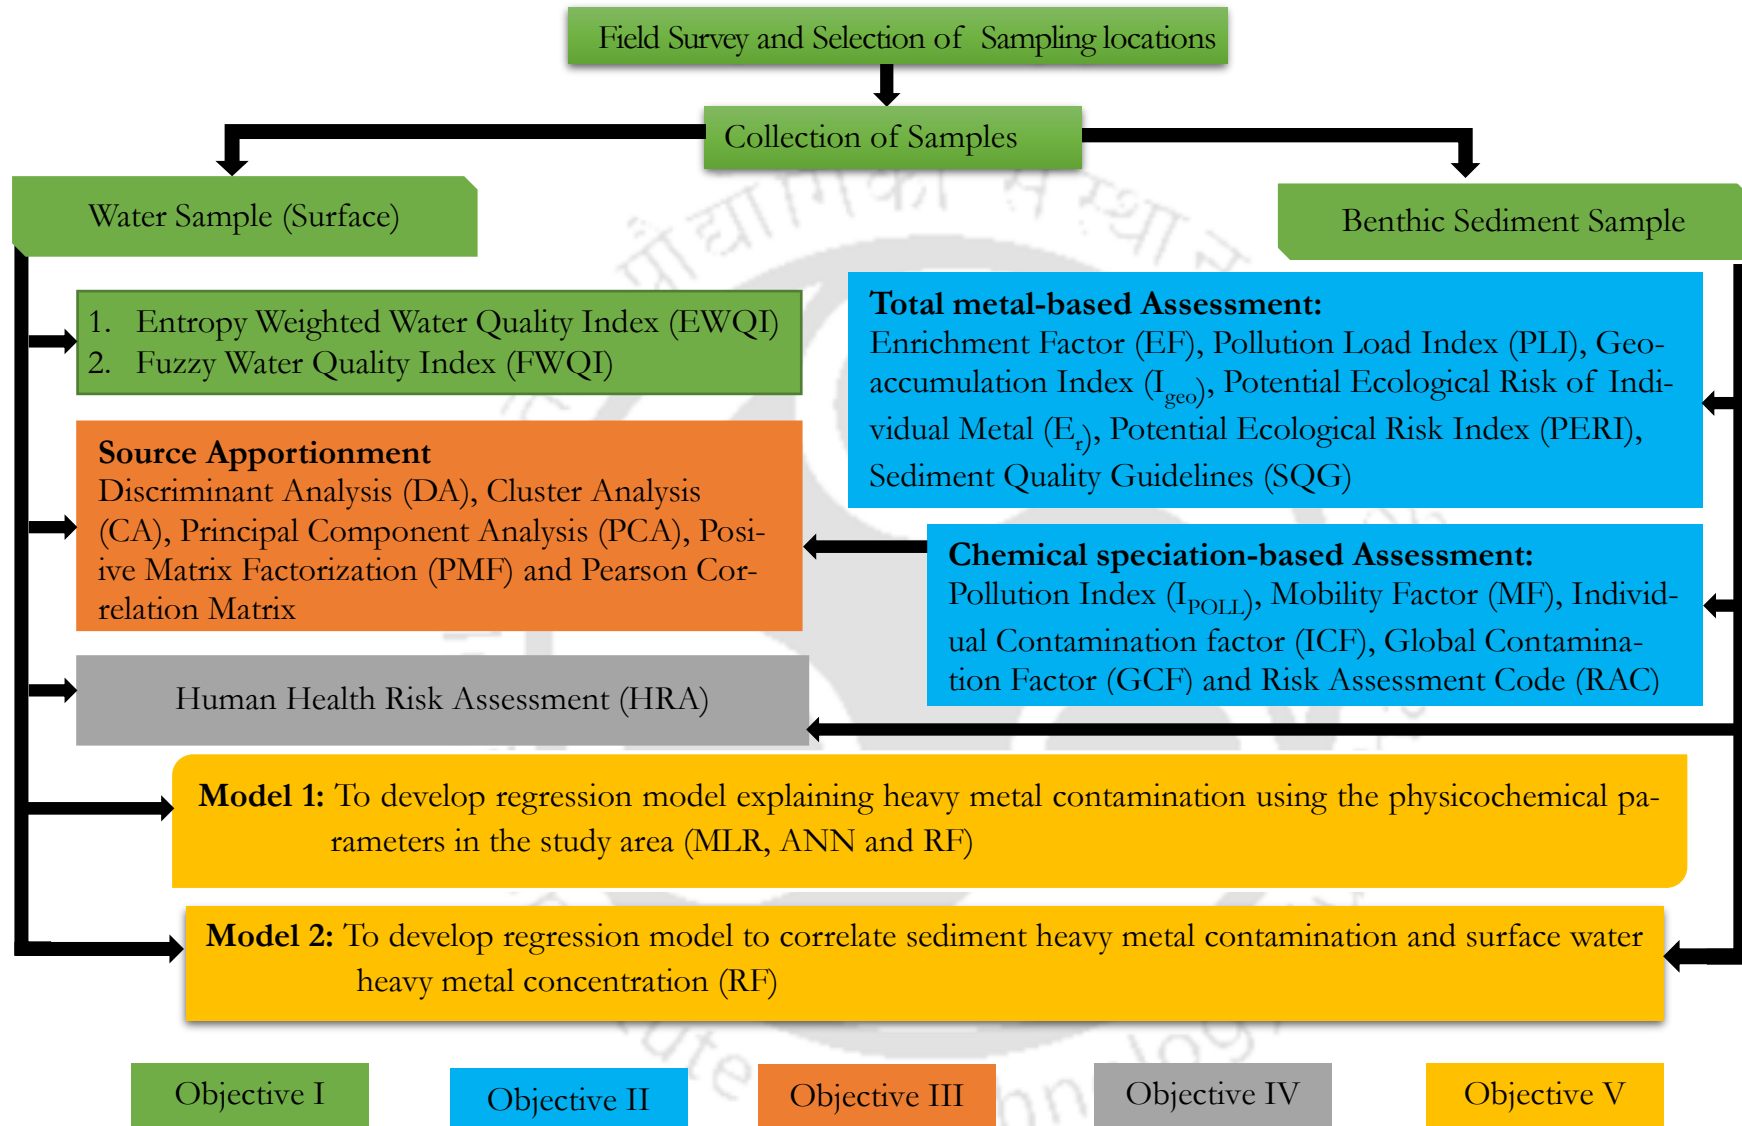 Field Survey and Selection of Sampling locations
Collection of Samples
Water Sample (Surface)
Benthic Sediment Sample
1. Entropy Weighted Water Quality Index (EWQI)
2. Fuzzy Water Quality Index (FWQI)
Total metal-based Assessment:
Enrichment Factor (EF), Pollution Load Index (PLI), Geo-
accumulation Index (Igeo), Potential Ecological Risk of Indi-
vidual Metal (Er), Potential Ecological Risk Index (PERI),
Sediment Quality Guidelines (SQG)
Source Apportionment
Discriminant Analysis (DA), Cluster Analysis
(CA), Principal Component Analysis (PCA), Posi-
ive Matrix Factorization (PMF) and Pearson Cor-
relation Matrix
Chemical speciation-based Assessment:
Pollution Index (IPOLL), Mobility Factor (MF), Individ-
ual Contamination factor (ICF), Global Contamina-
tion Factor (GCF) and Risk Assessment Code (RAC)
Human Health Risk Assessment (HRA)
Model 1: To develop regression model explaining heavy metal contamination using the physicochemical pa-
rameters in the study area (MLR, ANN and RF)
Model 2: To develop regression model to correlate sediment heavy metal contamination and surface water
heavy metal concentration (RF)
Objective I
Objective II
Objective III
Objective IV
Objective V